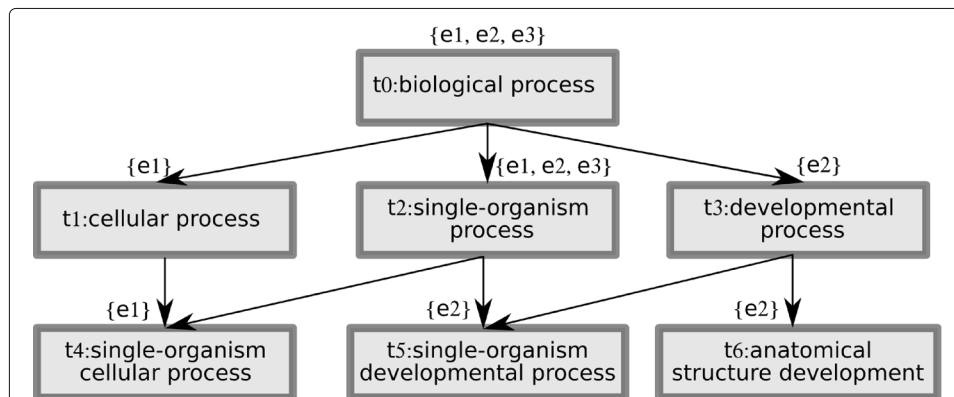 {e1, e2, e3}
t0:biological process
{e1}
{e1, e2, e3}
{e2}
t1:cellular process
t2:single-organism
process
t3:developmental
process
{e1}
{e2}
{e2}
t4:single-organism
cellular process
t5:single-organism
developmental process
t6:anatomical
structure development